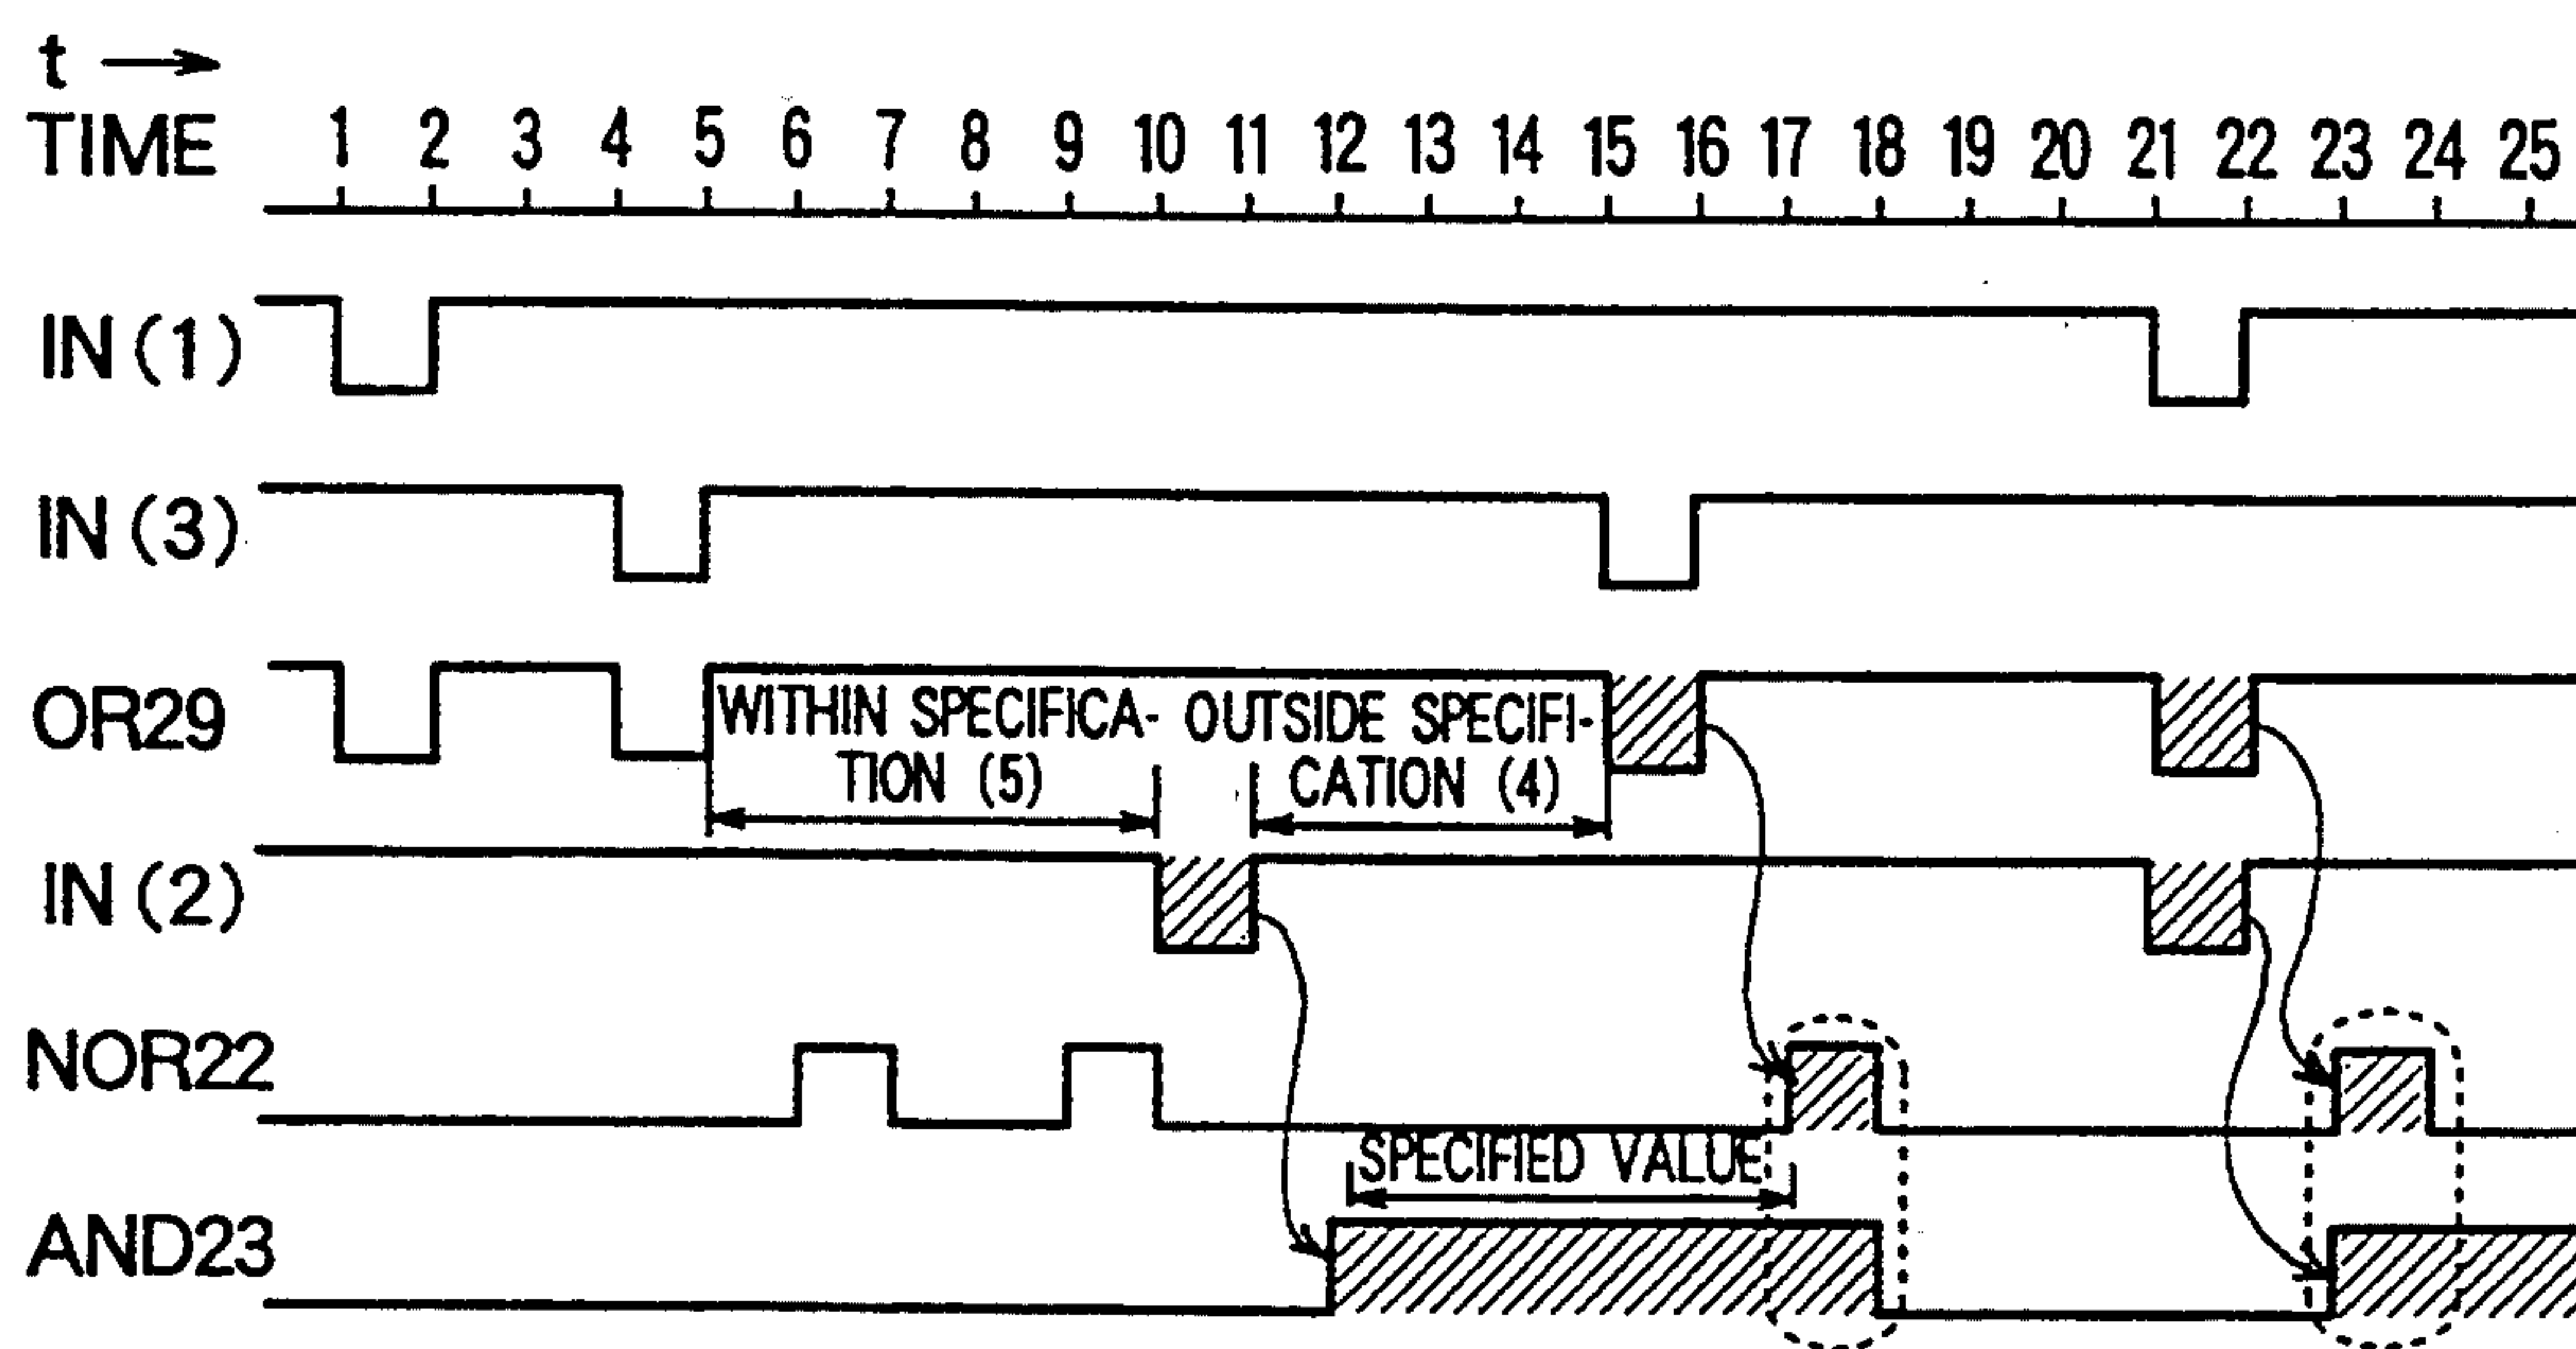 t
TIME 1 2 3 4 5 6 7 8 9 10 11 12 13 14 15 16 17 18 19 20 21 22 23 24 25
IN (1)
IN (3)
OR29
WITHIN SPECIFICA-
TION (5)
OUTSIDE SPECIFI-
CATION (4)
IN (2)
NOR22
SPECIFIED VALUE
AND23